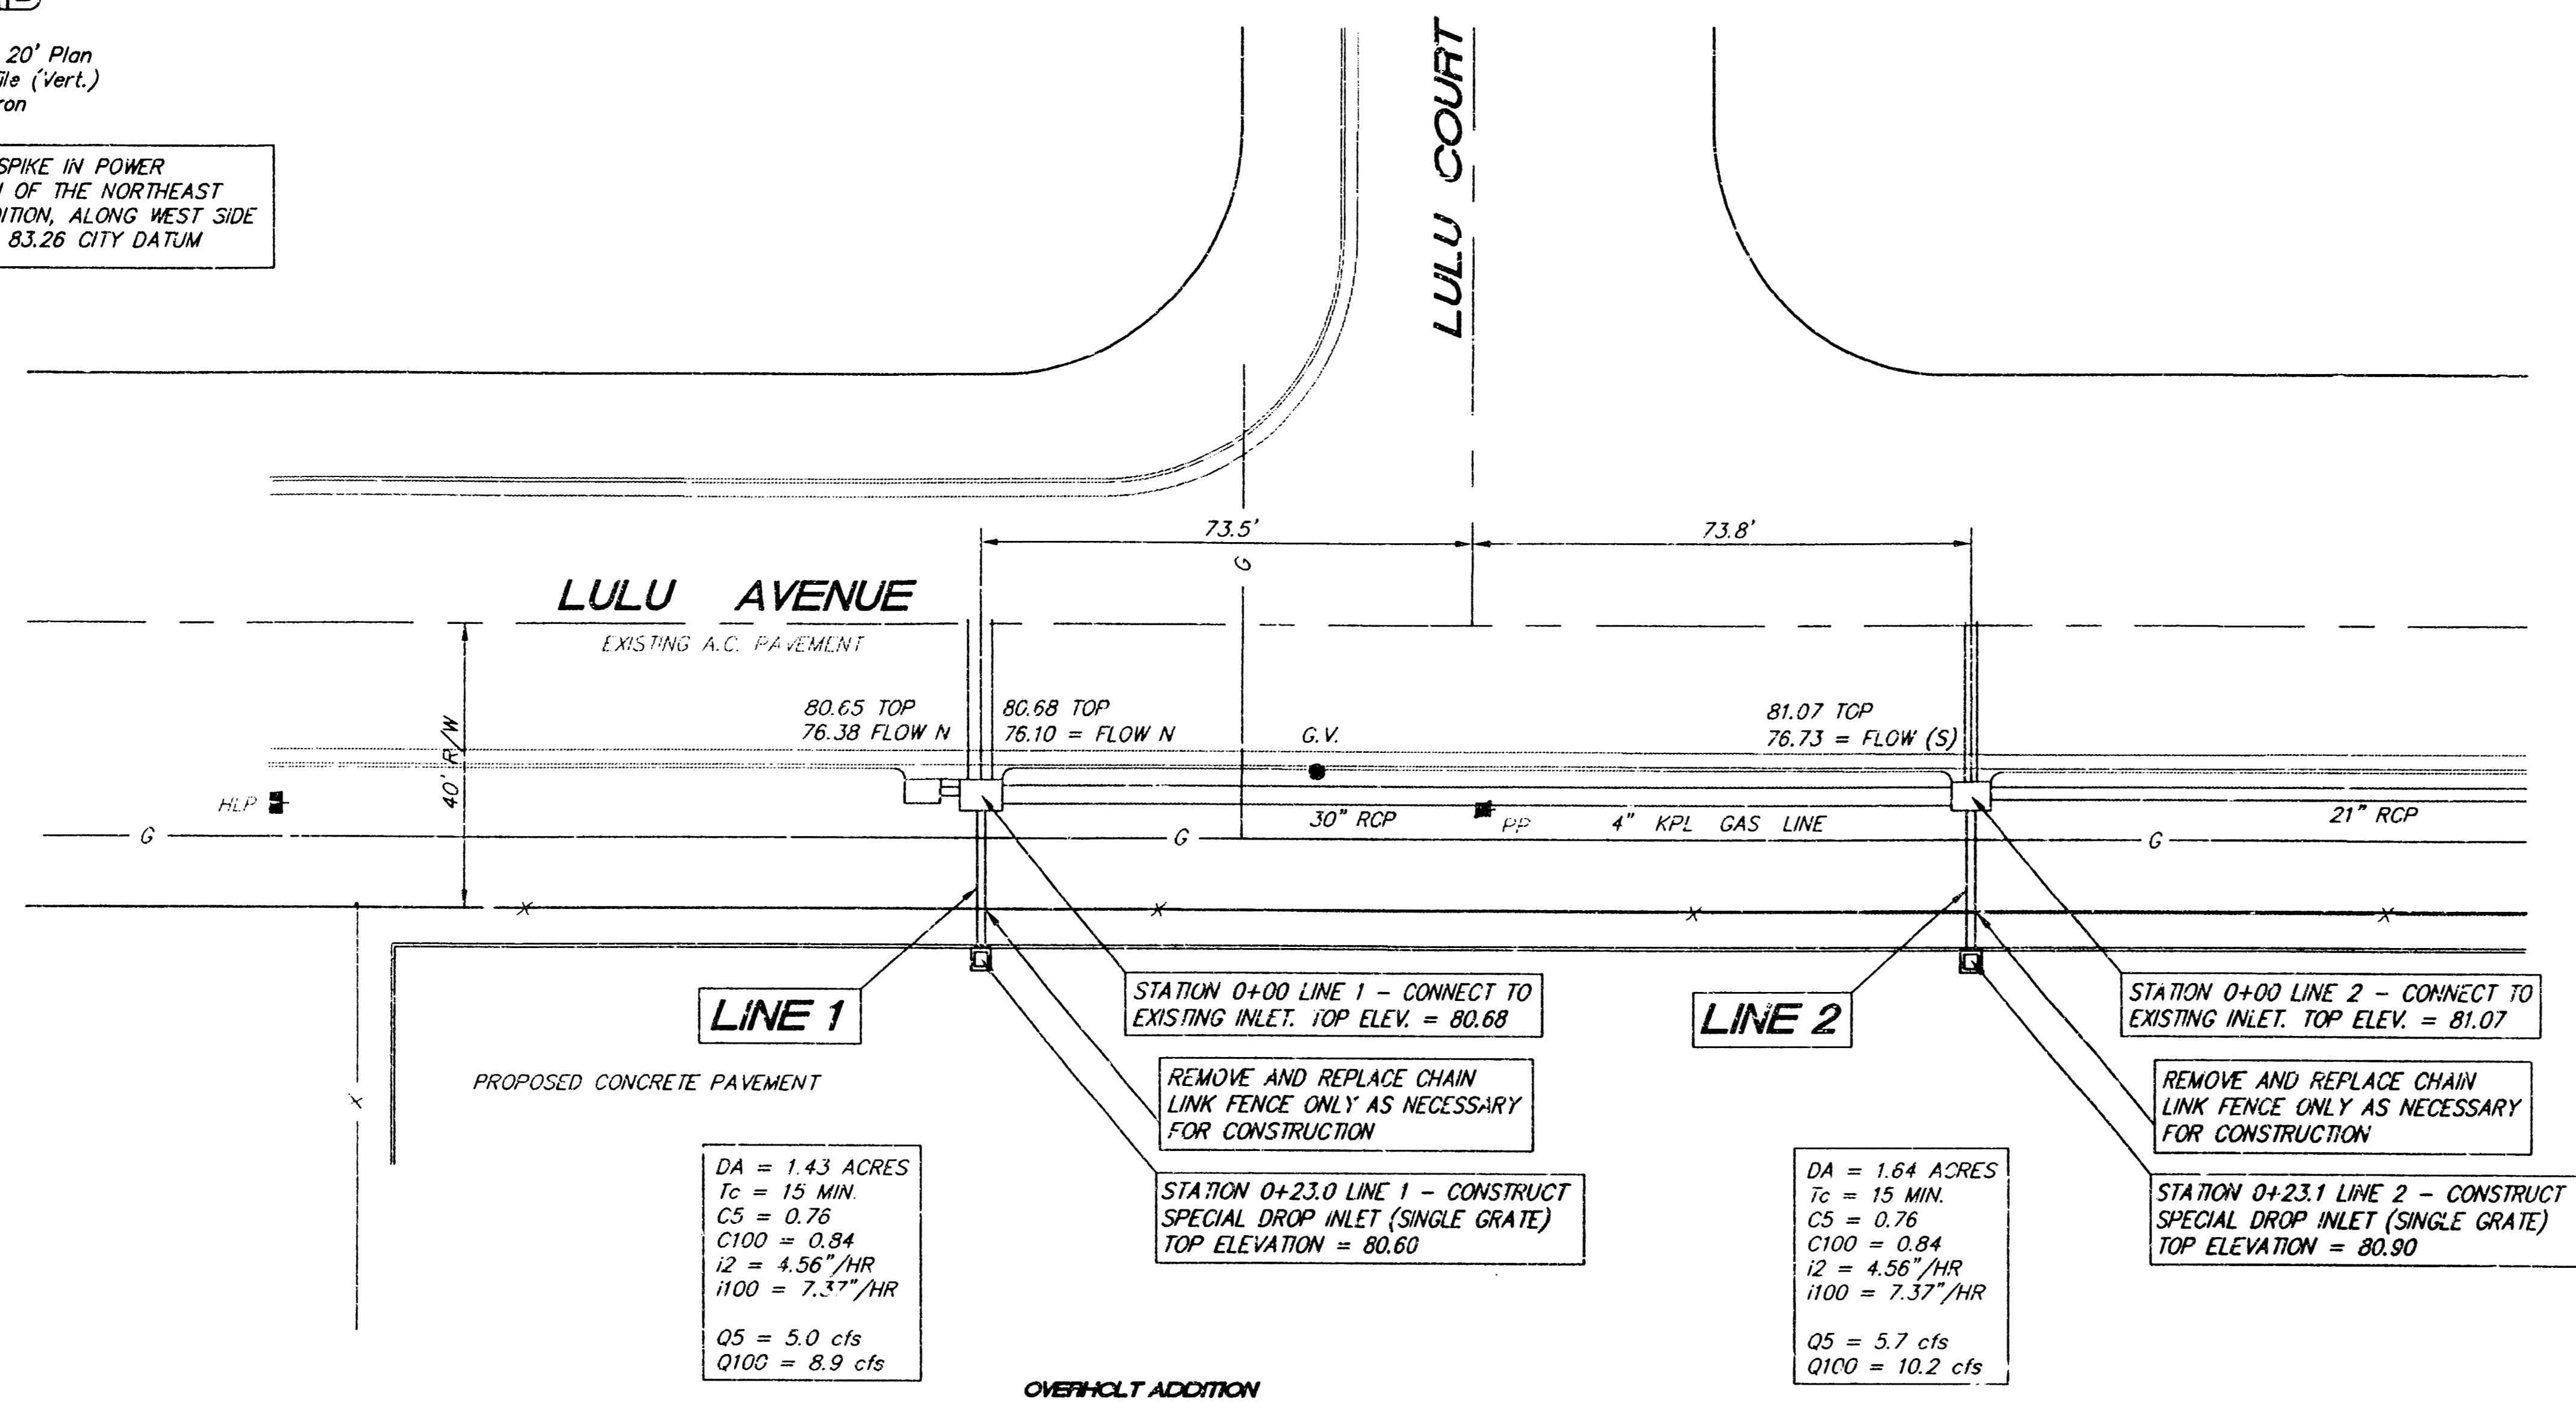 20' Plan
(Vert.)
SPIKE IN POWER
OF THE NORTHEAST
ADDITION, ALONG WEST SIDE
83.26 CITY DATUM
LULU COURT
73.5'
73.8'
G
LULU AVENUE
EXISTING A.C. PAVEMENT
40' R/W
80.65 TOP
76.38 FLOW N
80.68 TOP
76.10 = FLOW N
G.V.
81.07 TOP
76.73 = FLOW (S)
HLP
30" RCP
PP
4" KPL GAS LINE
21" RCP
G
G
G
X
X
X
X
X
LINE 1
STATION 0+00 LINE 1 - CONNECT TO
EXISTING INLET. TOP ELEV. = 80.68
LINE 2
STATION 0+00 LINE 2 - CONNECT TO
EXISTING INLET. TOP ELEV. = 81.07
PROPOSED CONCRETE PAVEMENT
REMOVE AND REPLACE CHAIN
LINK FENCE ONLY AS NECESSARY
FOR CONSTRUCTION
REMOVE AND REPLACE CHAIN
LINK FENCE ONLY AS NECESSARY
FOR CONSTRUCTION
DA = 1.43 ACRES
Tc = 15 MIN.
C5 = 0.76
C100 = 0.84
i2 = 4.56"/HR
i100 = 7.37"/HR
Q5 = 5.0 cfs
Q100 = 8.9 cfs
STATION 0+23.0 LINE 1 - CONSTRUCT
SPECIAL DROP INLET (SINGLE GRATE)
TOP ELEVATION = 80.60
DA = 1.64 ACRES
Tc = 15 MIN.
C5 = 0.76
C100 = 0.84
i2 = 4.56"/HR
i100 = 7.37"/HR
Q5 = 5.7 cfs
Q100 = 10.2 cfs
STATION 0+23.1 LINE 2 - CONSTRUCT
SPECIAL DROP INLET (SINGLE GRATE)
TOP ELEVATION = 80.90
OVERHOLT ADDITION